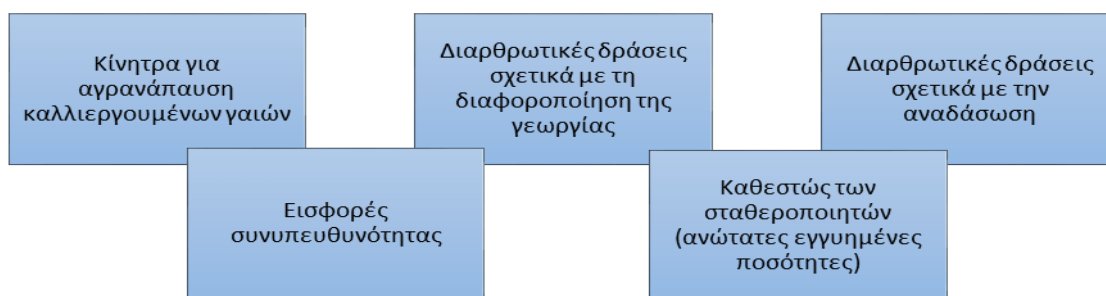 Κίνητρα για
αγρανάπαυση
καλλιεργουμένων γαιών
Διαρθρωτικές δράσεις
σχετικά με τη
διαφοροποίηση της
γεωργίας
Διαρθρωτικές δράσεις
σχετικά με την
αναδάσωση
Εισφορές
συνυπευθυνότητας
Καθεστώς των
σταθεροποιητών
(ανώτατες εγγυημένες
ποσότητες)